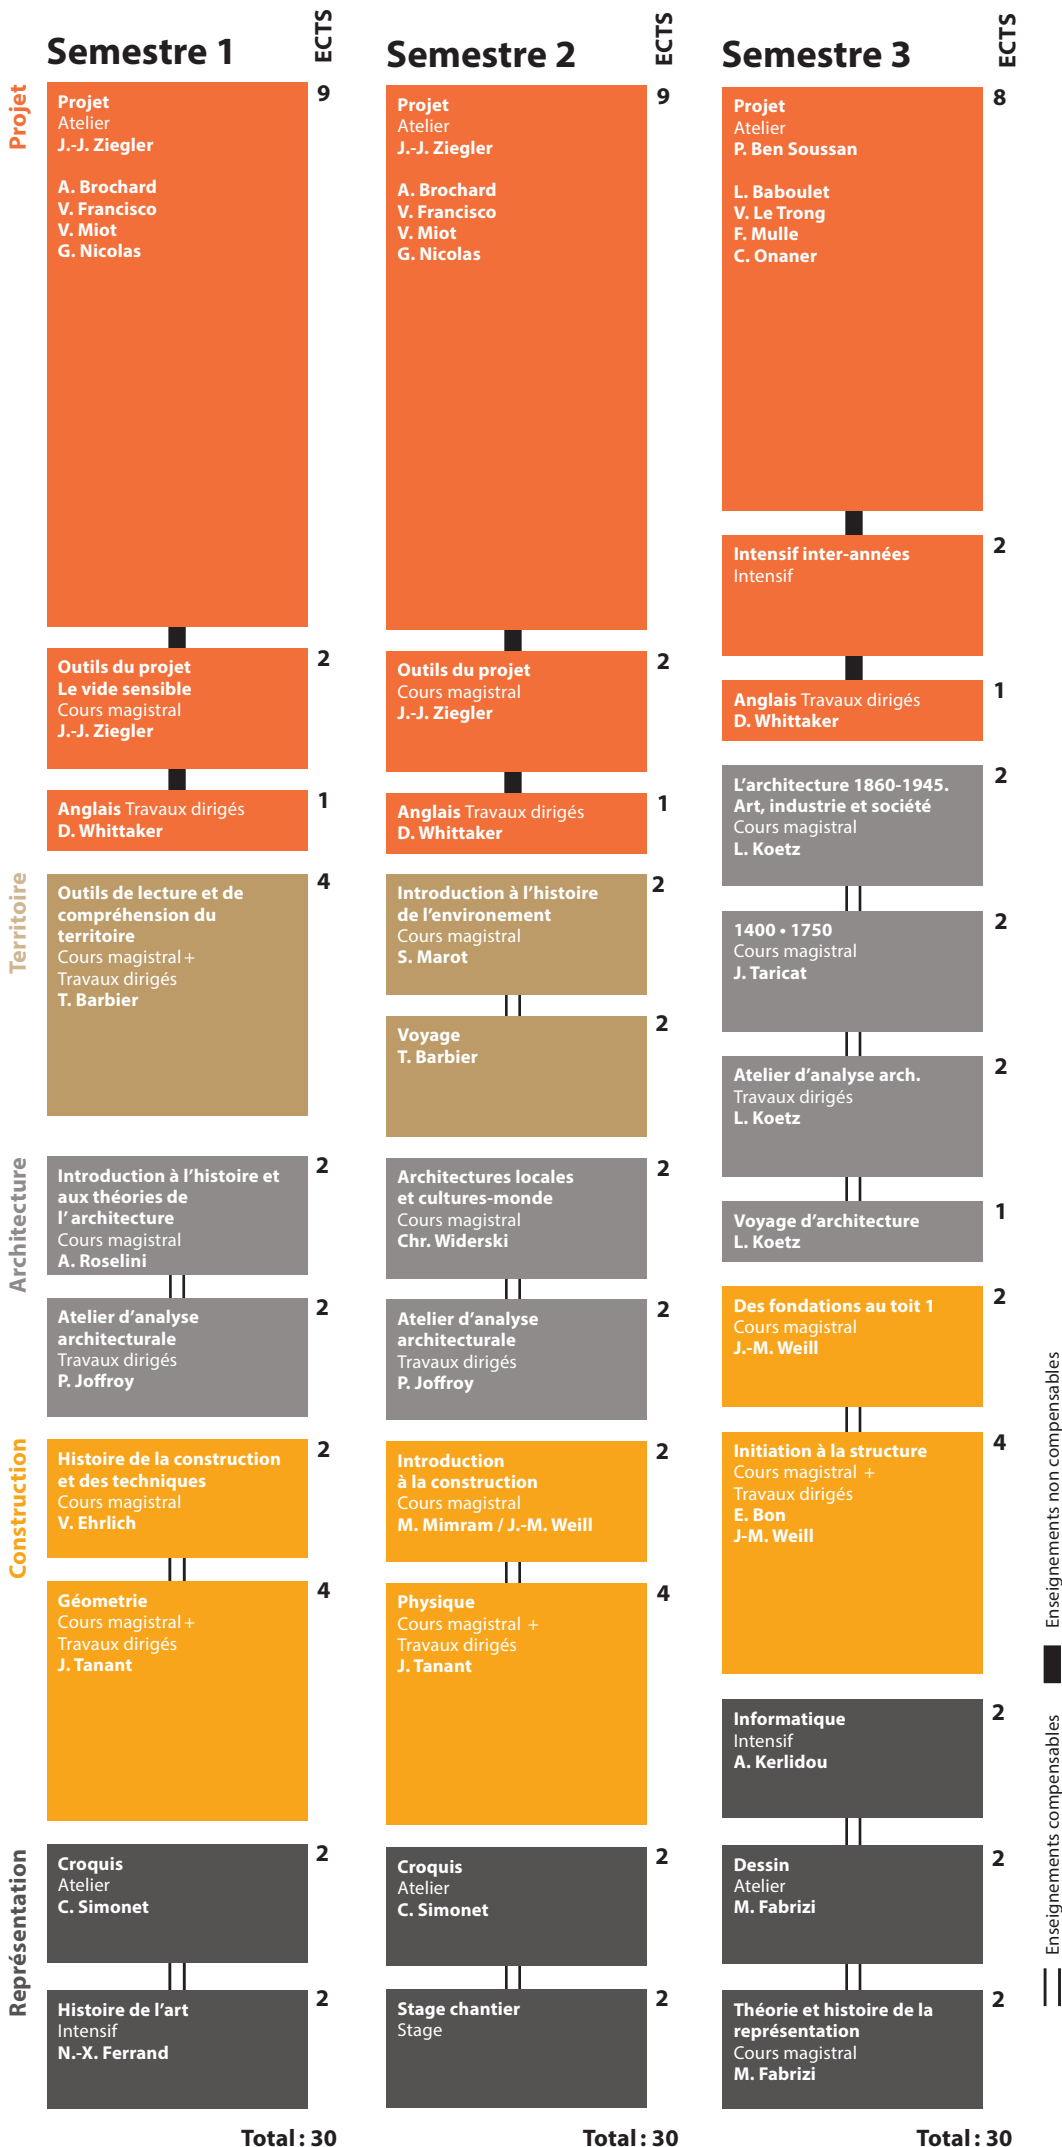 Semestre 1
ECTS
Projet
Projet
Atelier
J.-J. Ziegler
A. Brochard
V. Francisco
V. Miot
G. Nicolas
9
Outils du projet
Le vide sensible
Cours magistral
J.-J. Ziegler
2
Anglais Travaux dirigés
D. Whittaker
1
Territoire
Outils de lecture et de
compréhension du
territoire
Cours magistral +
Travaux dirigés
T. Barbier
4
Architecture
Introduction à l’histoire et
aux théories de
l’ architecture
Cours magistral
A. Roselini
2
Atelier d’analyse
architecturale
Travaux dirigés
P. Joffroy
2
Construction
Histoire de la construction
et des techniques
Cours magistral
V. Ehrlich
2
Géometrie
Cours magistral +
Travaux dirigés
J. Tanant
4
Représentation
Croquis
Atelier
C. Simonet
2
Histoire de l’art
Intensif
N.-X. Ferrand
2
Total : 30
Semestre 2
ECTS
Projet
Atelier
J.-J. Ziegler
A. Brochard
V. Francisco
V. Miot
G. Nicolas
9
Outils du projet
Cours magistral
J.-J. Ziegler
2
Anglais Travaux dirigés
D. Whittaker
1
Introduction à l’histoire
de l’environement
Cours magistral
S. Marot
2
Voyage
T. Barbier
2
Architectures locales
et cultures-monde
Cours magistral
Chr. Widerski
2
Atelier d’analyse
architecturale
Travaux dirigés
P. Joffroy
2
Introduction
à la construction
Cours magistral
M. Mimram / J.-M. Weill
2
Physique
Cours magistral +
Travaux dirigés
J. Tanant
4
Croquis
Atelier
C. Simonet
2
Stage chantier
Stage
2
Total : 30
Semestre 3
ECTS
Projet
Atelier
P. Ben Soussan
L. Baboulet
V. Le Trong
F. Mulle
C. Onaner
8
Intensif inter-années
Intensif
2
Anglais Travaux dirigés
D. Whittaker
1
L’architecture 1860-1945.
Art, industrie et société
Cours magistral
L. Koetz
2
1400 • 1750
Cours magistral
J. Taricat
2
Atelier d’analyse arch.
Travaux dirigés
L. Koetz
2
Voyage d’architecture
L. Koetz
1
Des fondations au toit 1
Cours magistral
J.-M. Weill
2
Initiation à la structure
Cours magistral +
Travaux dirigés
E. Bon
J-M. Weill
4
Informatique
Intensif
A. Kerlidou
2
Dessin
Atelier
M. Fabrizi
2
Théorie et histoire de la
représentation
Cours magistral
M. Fabrizi
2
Total : 30
Enseignements non compensables
Enseignements compensables